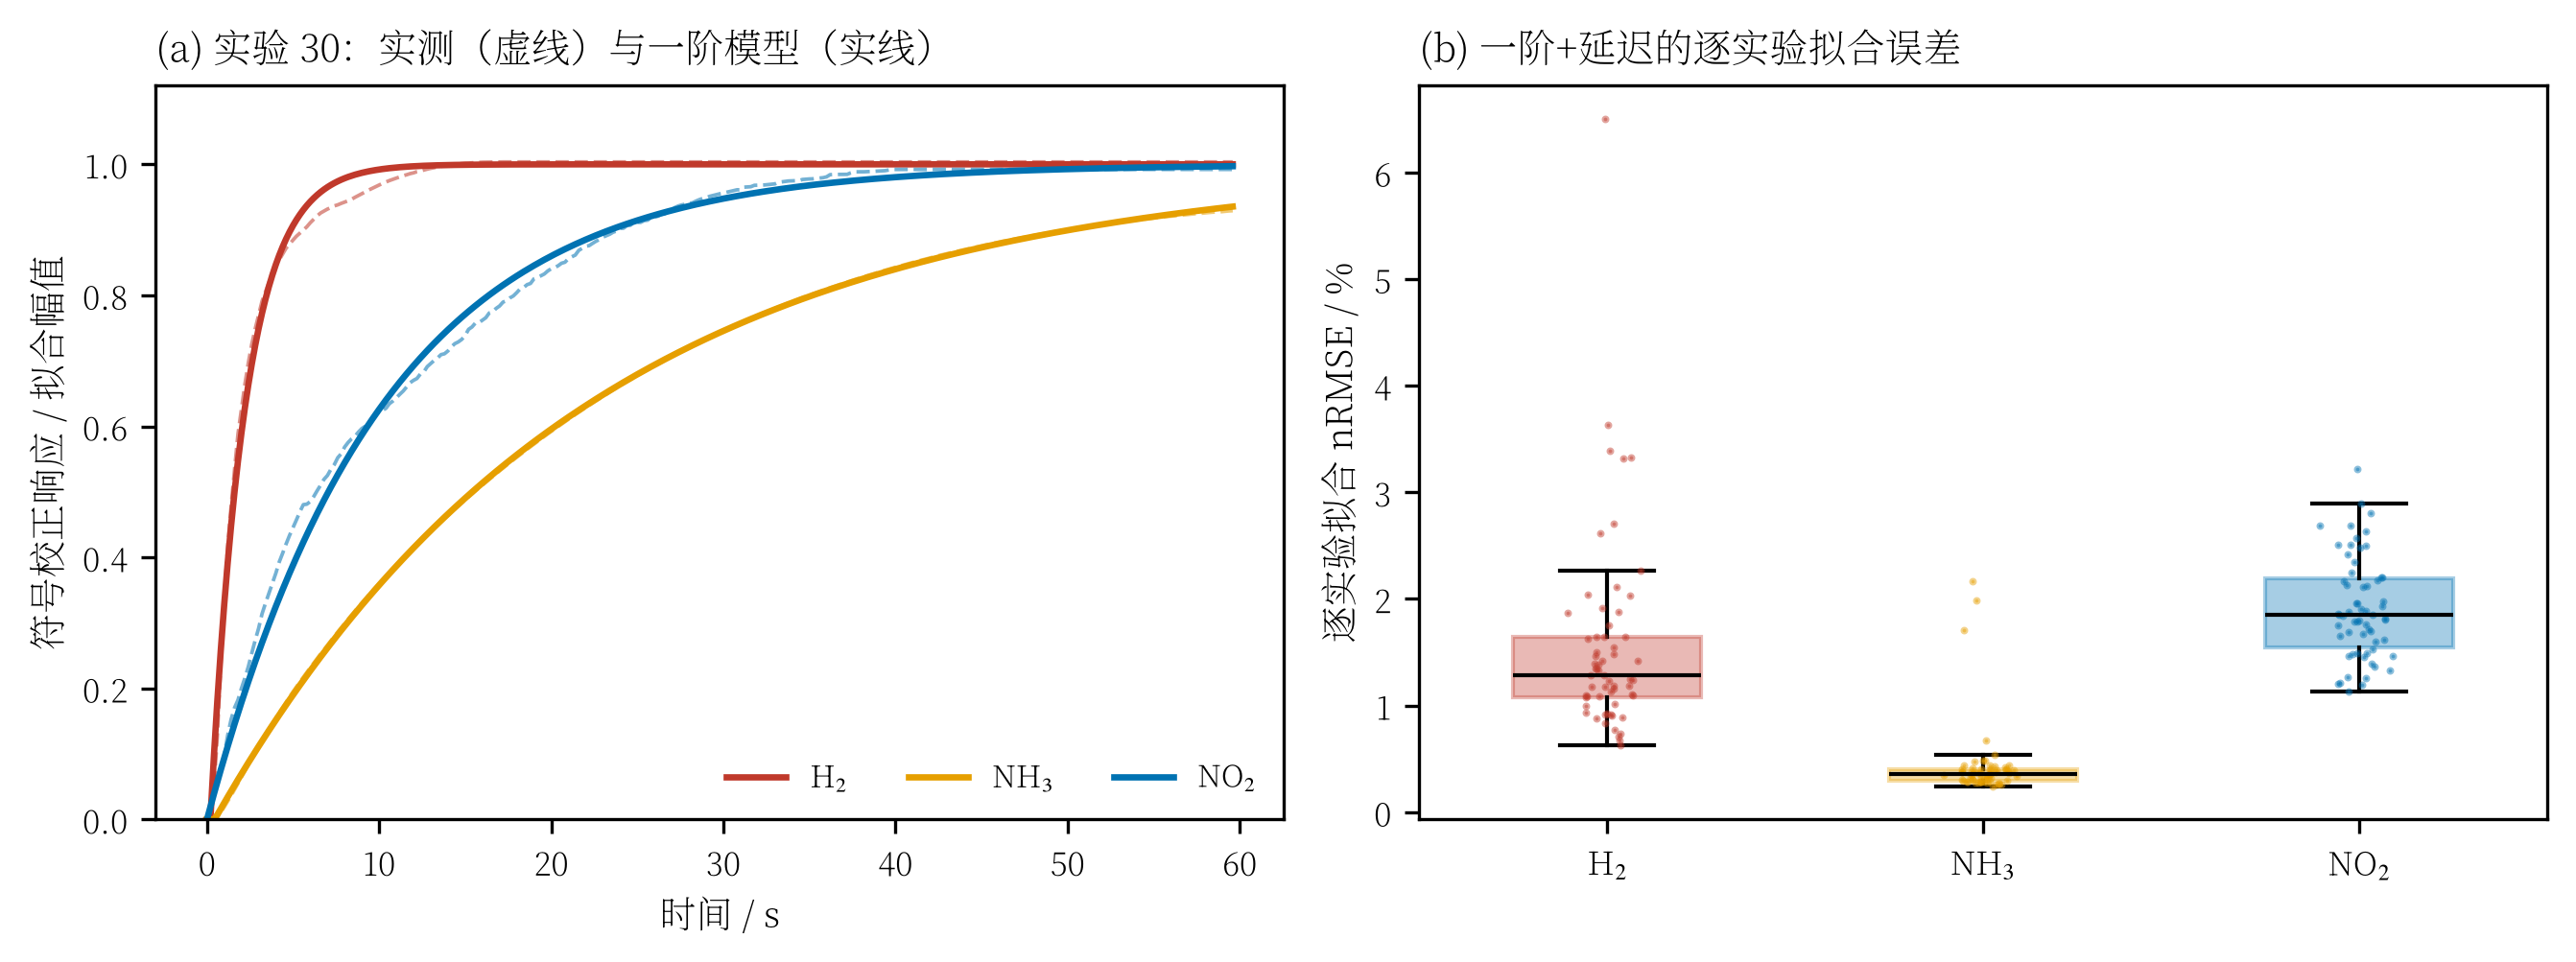 (a) 实验 30：实测（虚线）与一阶模型（实线）
符号校正响应 / 拟合幅值
1.0
0.8
0.6
0.4
0.2
0.0
H₂ NH₃ NO₂
0 10 20 30 40 50 60
时间 / s
(b) 一阶+延迟的逐实验拟合误差
逐实验拟合 nRMSE / %
6
5
4
3
2
1
0
H₂ NH₃ NO₂